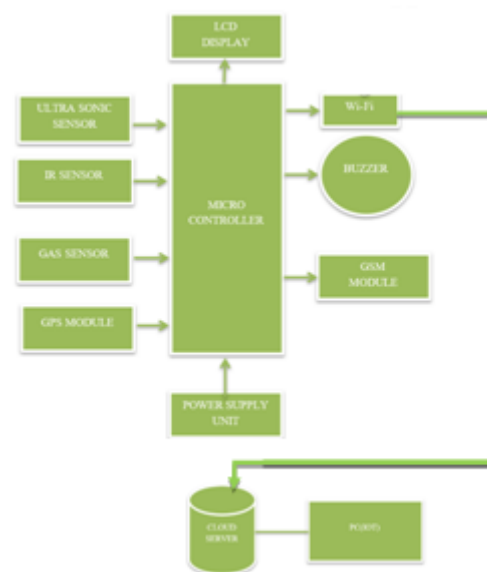 LCD
DISPLAY
ULTRA SONIC
SENSOR
Wi-Fi
IR SENSOR
BUZZER
MICRO
CONTROLLER
GAS SENSOR
GSM
MODULE
GPS MODULE
POWER SUPPLY
UNIT
CLOUD
SERVER
PC(IOT)